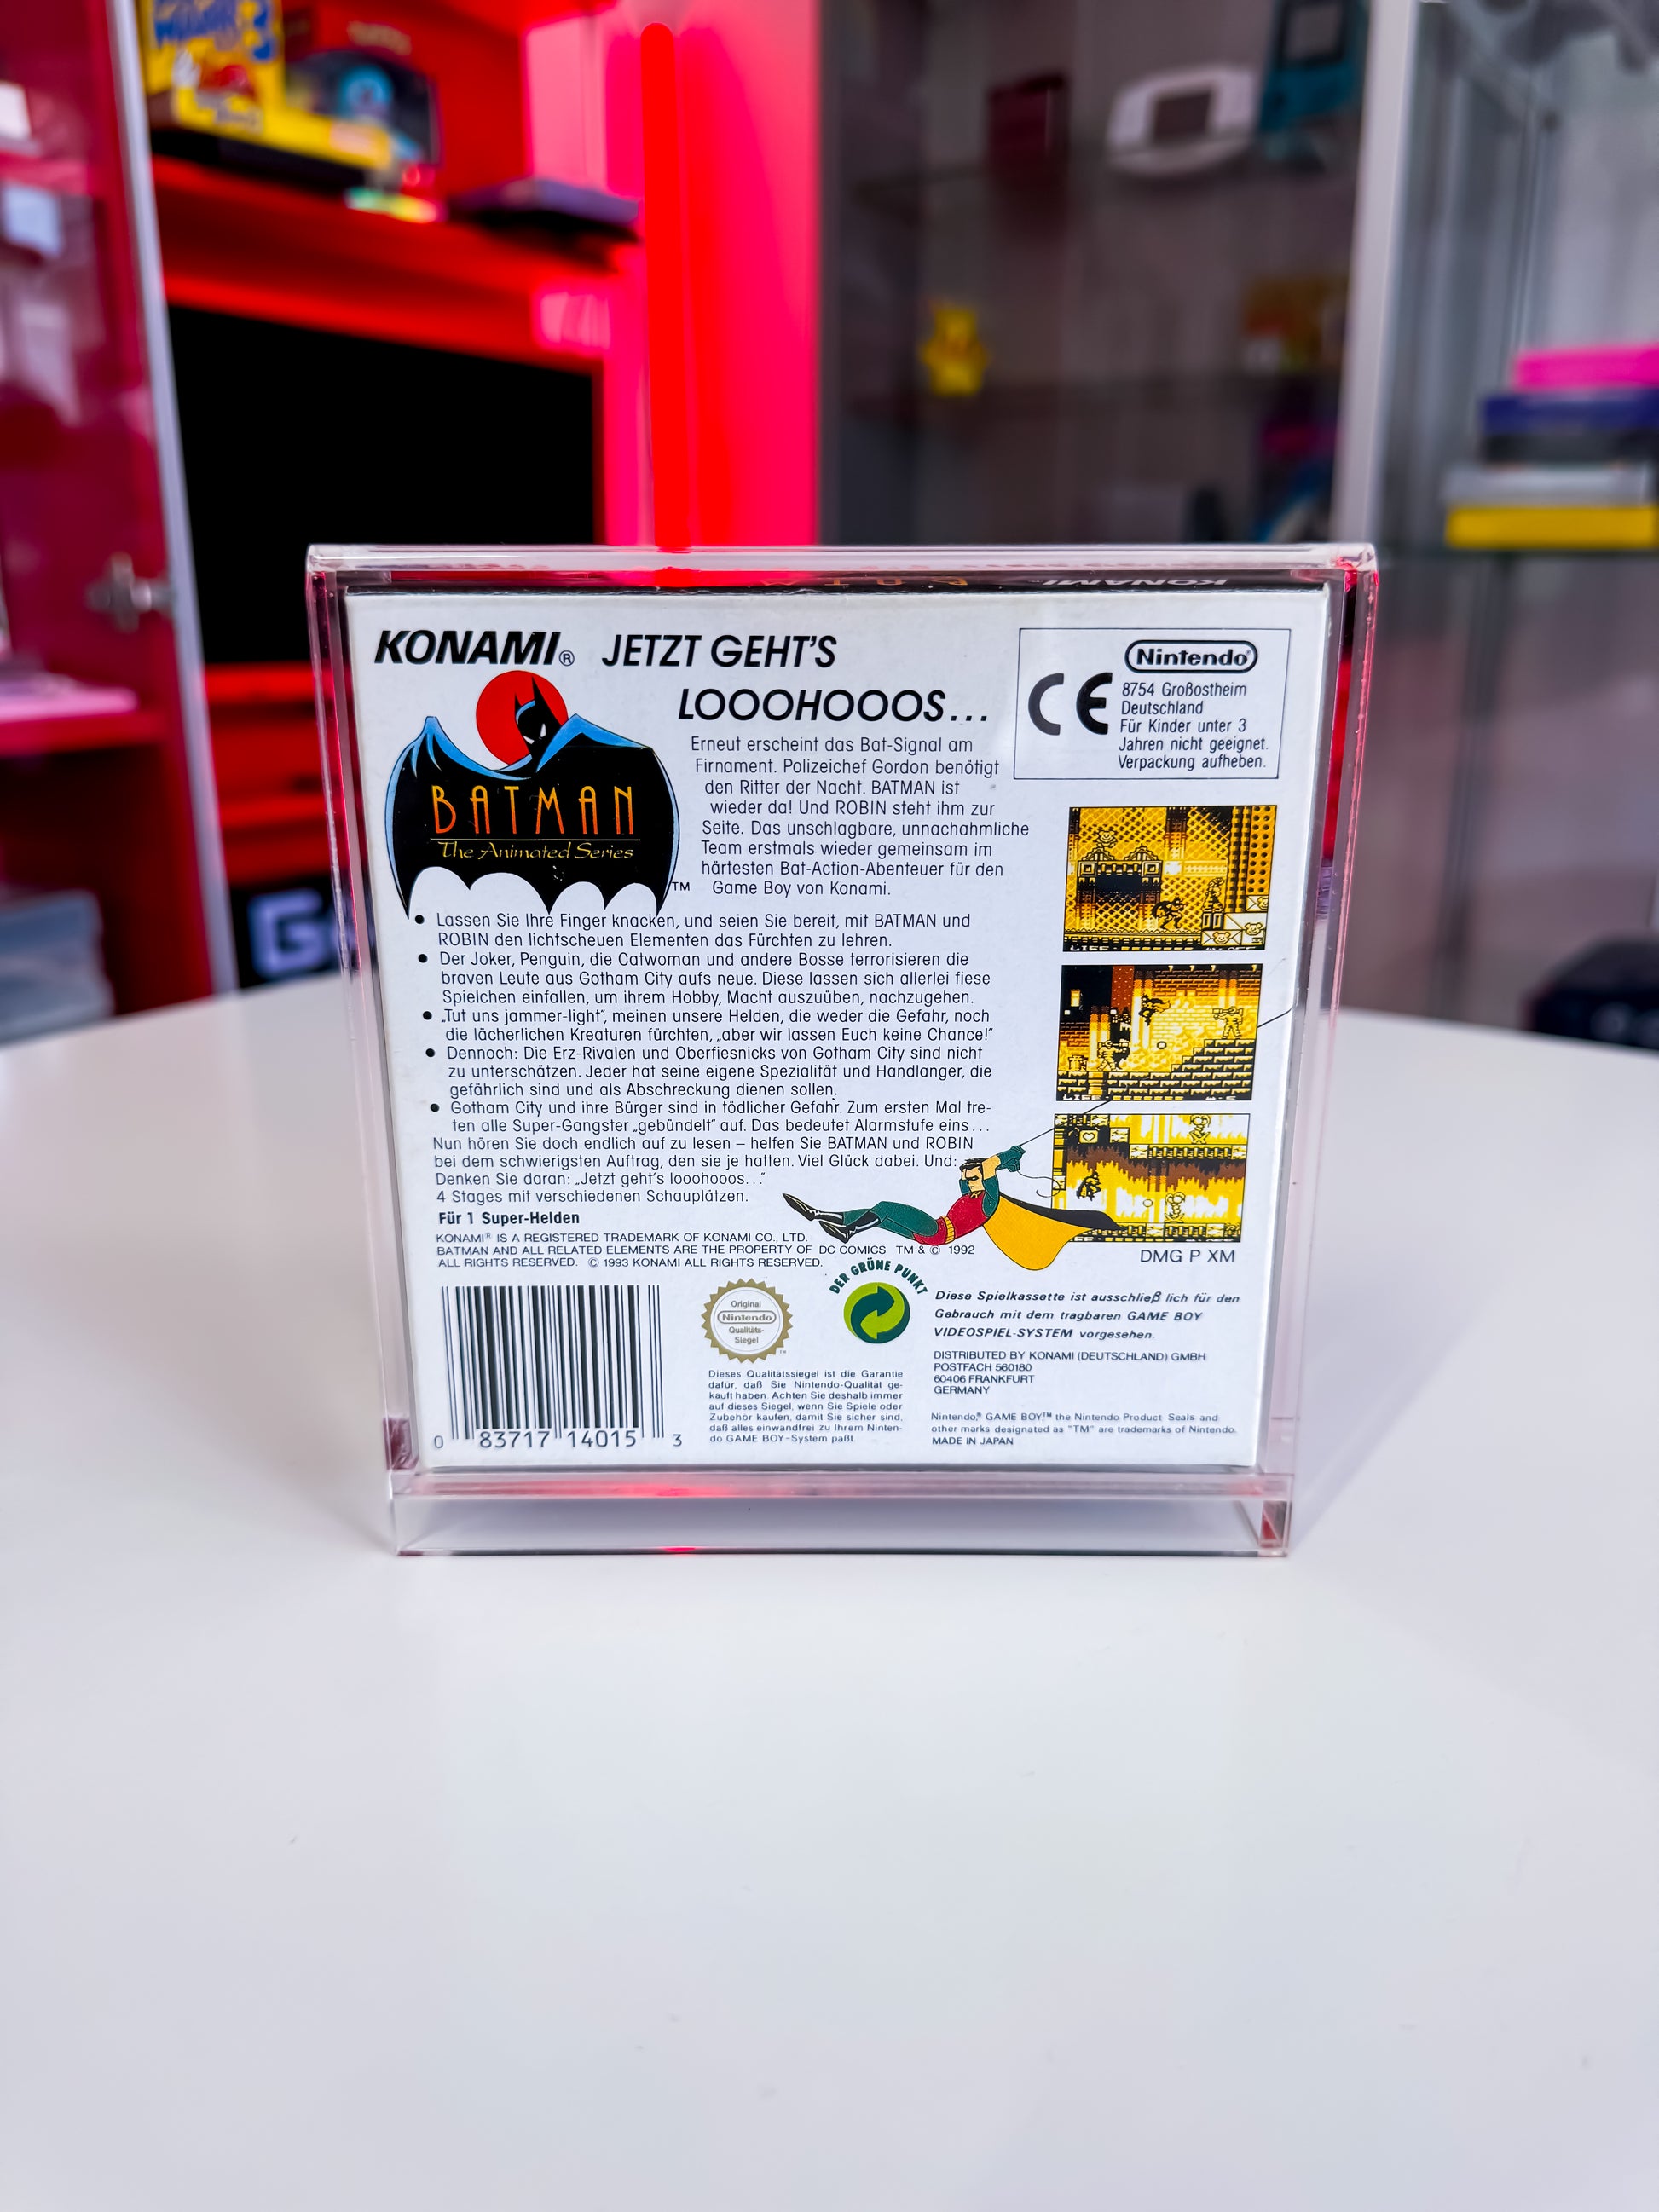 KONAMI® JETZT GEHT'S
LOOOHOOOS...
Nintendo®
CE
8754 Großostheim
Deutschland
Für Kinder unter 3
Jahren nicht geeignet.
Verpackung aufheben.
BATMAN
The Animated Series
TM
Erneut erscheint das Bat-Signal am
Firnament. Polizeichef Gordon benötigt
den Ritter der Nacht. BATMAN ist
wieder da! Und ROBIN steht ihm zur
Seite. Das unschlagbare, unnachahmliche
Team erstmals wieder gemeinsam im
härtesten Bat-Action-Abenteuer für den
Game Boy von Konami.
• Lassen Sie Ihre Finger knacken, und seien Sie bereit, mit BATMAN und
ROBIN den lichtscheuen Elementen das Fürchten zu lehren.
• Der Joker, Penguin, die Catwoman und andere Bosse terrorisieren die
braven Leute aus Gotham City aufs neue. Diese lassen sich allerlei fiese
Spielchen einfallen, um ihrem Hobby, Macht auszuüben, nachzugehen.
• „Tut uns jammer-light", meinen unsere Helden, die weder die Gefahr, noch
die lächerlichen Kreaturen fürchten, „aber wir lassen Euch keine Chance!"
• Dennoch: Die Erz-Rivalen und Oberfiesnicks von Gotham City sind nicht
zu unterschätzen. Jeder hat seine eigene Spezialität und Handlanger, die
gefährlich sind und als Abschreckung dienen sollen.
• Gotham City und ihre Bürger sind in tödlicher Gefahr. Zum ersten Mal tre-
ten alle Super-Gangster „gebündelt" auf. Das bedeutet Alarmstufe eins...
Nun hören Sie doch endlich auf zu lesen – helfen Sie BATMAN und ROBIN
bei dem schwierigsten Auftrag, den sie je hatten. Viel Glück dabei. Und:
Denken Sie daran: „Jetzt geht's looohooos..."
4 Stages mit verschiedenen Schauplätzen.
Für 1 Super-Helden
KONAMI® IS A REGISTERED TRADEMARK OF KONAMI CO., LTD.
BATMAN AND ALL RELATED ELEMENTS ARE THE PROPERTY OF DC COMICS TM & © 1992
ALL RIGHTS RESERVED. © 1993 KONAMI ALL RIGHTS RESERVED.
DMG P XM
0 83717 14015 3
Original
Nintendo
Qualitäts-
Siegel
TM
Dieses Qualitätssiegel ist die Garantie
dafür, daß Sie Nintendo-Qualität ge-
kauft haben. Achten Sie deshalb immer
auf dieses Siegel, wenn Sie Spiele oder
Zubehör kaufen, damit Sie sicher sind,
daß alles einwandfrei zu Ihrem Ninten-
do GAME BOY-System paßt.
DER GRÜNE PUNKT
Diese Spielkassette ist ausschließ lich für den
Gebrauch mit dem tragbaren GAME BOY
VIDEOSPIEL-SYSTEM vorgesehen.
DISTRIBUTED BY KONAMI (DEUTSCHLAND) GMBH
POSTFACH 560180
60406 FRANKFURT
GERMANY
Nintendo,® GAME BOY,™ the Nintendo Product Seals and
other marks designated as "TM" are trademarks of Nintendo.
MADE IN JAPAN